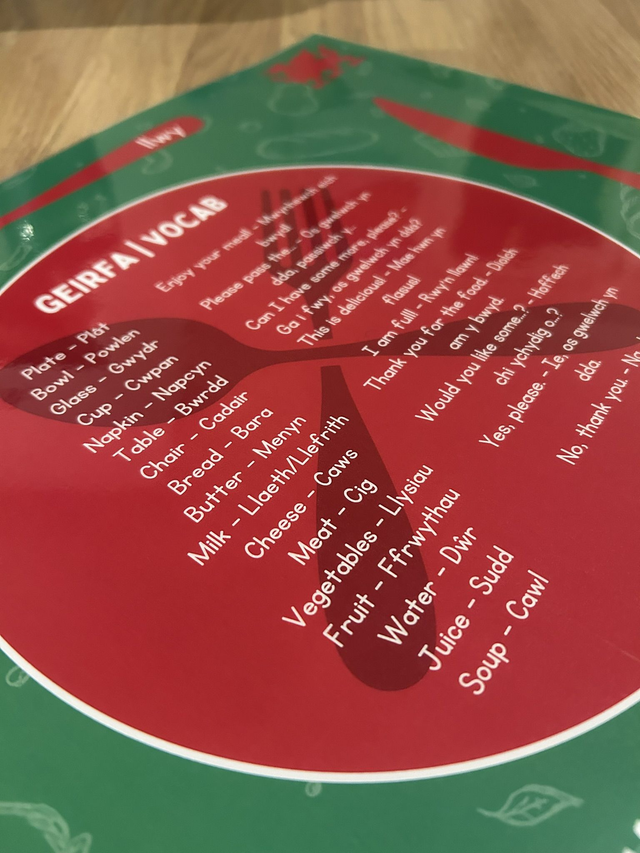 llwy
GEIRFA | VOCAB
Plate - Plât
Bowl - Powlen
Glass - Gwydr
Cup - Cwpan
Napkin - Napcyn
Table - Bwrdd
Chair - Cadair
Bread - Bara
Butter - Menyn
Milk - Llaeth/Llefrith
Cheese - Caws
Meat - Cig
Vegetables - Llysiau
Fruit - Ffrwythau
Water - Dŵr
Juice - Sudd
Soup - Cawl
Enjoy your meal -
Please pass the - Os gwelwch yn
dda,
Can I have some more, please? -
Ga i fwy, os gwelwch yn dda?
This is delicious! - Mae hwn yn
flasus!
I am full! - Rwy'n llawn!
Thank you for the food - Diolch
am y bwyd
Would you like some..? - Hoffech
chi ychydig o..?
Yes, please. - Ie, os gwelwch yn
dda.
No, thank you. -